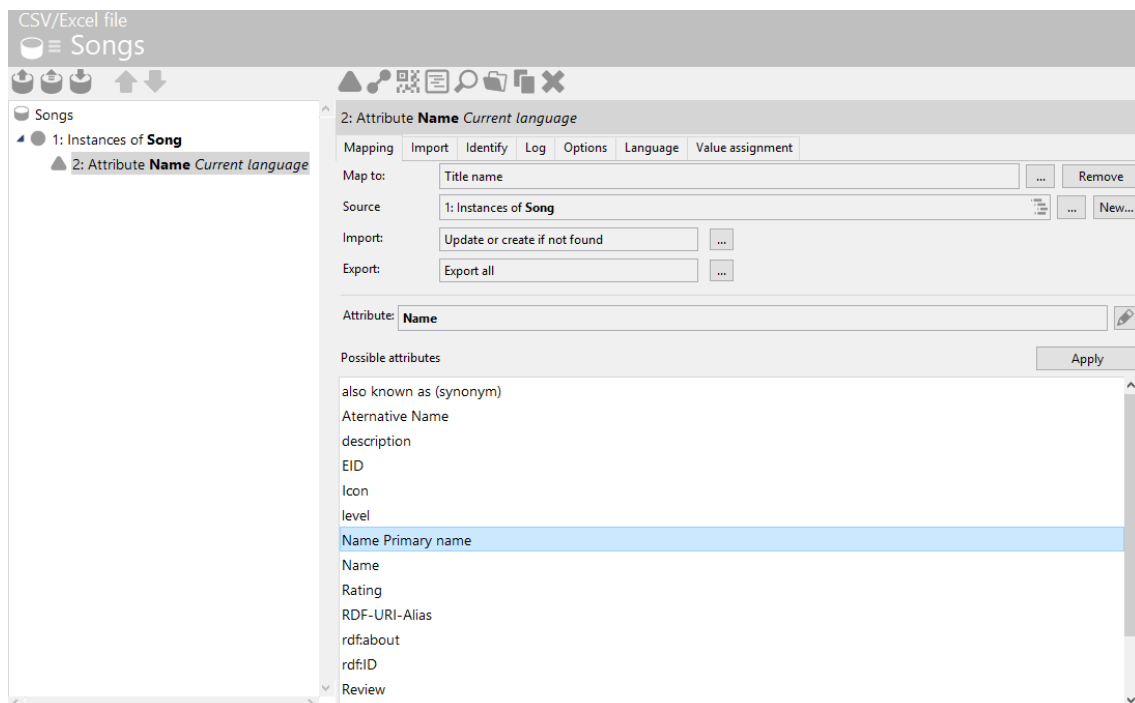 CSV/Excel file
Songs
Songs
1: Instances of Song
2: Attribute Name Current language
2: Attribute Name Current language
Mapping Import Identify Log Options Language Value assignment
Map to: Title name ... Remove
Source 1: Instances of Song ... New...
Import: Update or create if not found ...
Export: Export all ...
Attribute: Name
Possible attributes Apply
also known as (synonym)
Aternative Name
description
EID
Icon
level
Name Primary name
Name
Rating
RDF-URI-Alias
rdf:about
rdf:ID
Review